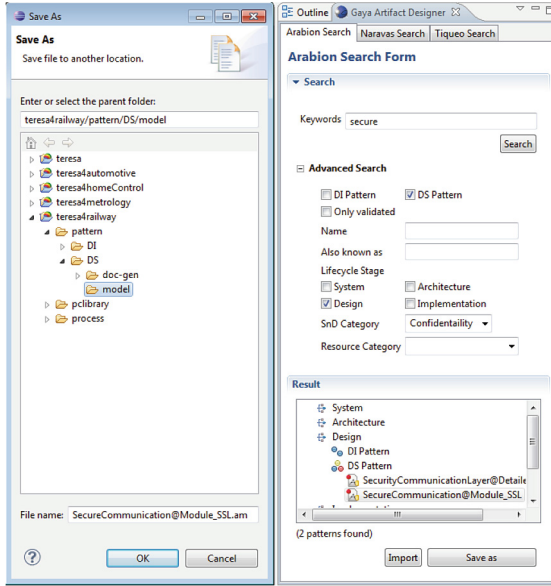 Save As
Save As
Save file to another location.
Enter or select the parent folder:
teresa4railway/pattern/DS/model
teresa
teresa4automotive
teresa4homeControl
teresa4metrology
teresa4railway
pattern
DI
DS
doc-gen
model
pclibrary
process
File name: SecureCommunication@Module_SSL.am
OK Cancel
Outline Gaya Artifact Designer
Arabion Search Naravas Search Tiqueo Search
Arabion Search Form
Search
Keywords secure
Search
Advanced Search
DI Pattern DS Pattern
Only validated
Name
Also known as
Lifecycle Stage
System Architecture
Design Implementation
SnD Category Confidentaility
Resource Category
Result
System
Architecture
Design
DI Pattern
DS Pattern
SecurityCommunicationLayer@Detaile
SecureCommunication@Module_SSL
(2 patterns found)
Import Save as